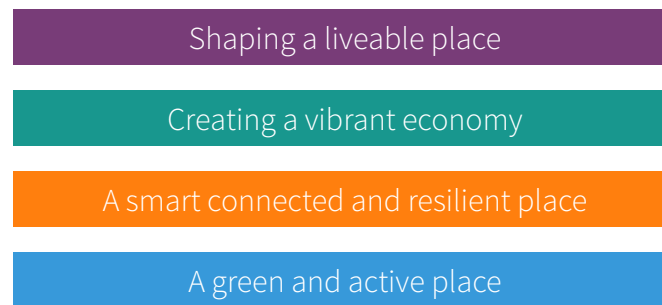 Shaping a liveable place
Creating a vibrant economy
A smart connected and resilient place
A green and active place